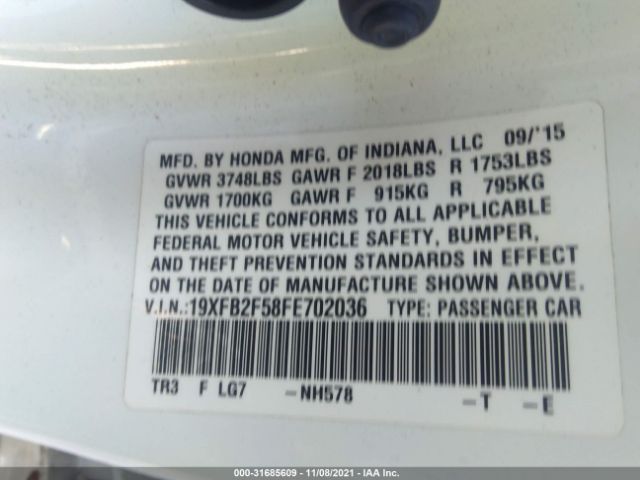 MFD. BY HONDA MFG. OF INDIANA, LLC 09/'15
GVWR 3748LBS GAWR F 2018LBS R 1753LBS
GVWR 1700KG GAWR F 915KG R 795KG
THIS VEHICLE CONFORMS TO ALL APPLICABLE
FEDERAL MOTOR VEHICLE SAFETY, BUMPER,
AND THEFT PREVENTION STANDARDS IN EFFECT
ON THE DATE OF MANUFACTURE SHOWN ABOVE.
V.I.N.:19XFB2F58FE702036 TYPE: PASSENGER CAR
TR3 F LG7 -NH578 -T -E
000-31685609 - 11/08/2021 - IAA Inc.